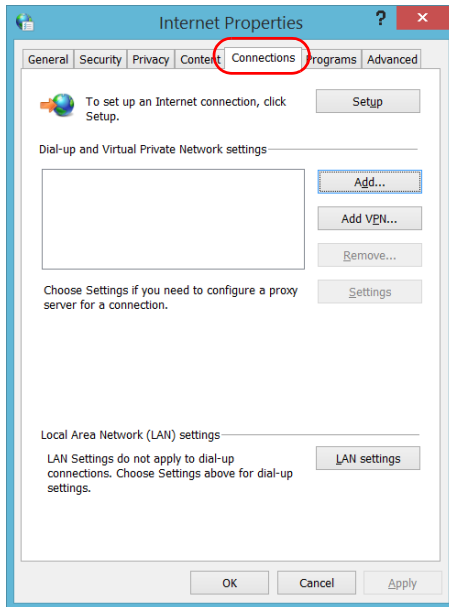 Internet Properties
?
×
General Security Privacy Content Connections Programs Advanced
To set up an Internet connection, click
Setup.
Setup
Dial-up and Virtual Private Network settings
Add...
Add VPN...
Remove...
Choose Settings if you need to configure a proxy
server for a connection.
Settings
Local Area Network (LAN) settings
LAN Settings do not apply to dial-up
connections. Choose Settings above for dial-up
settings.
LAN settings
OK Cancel Apply